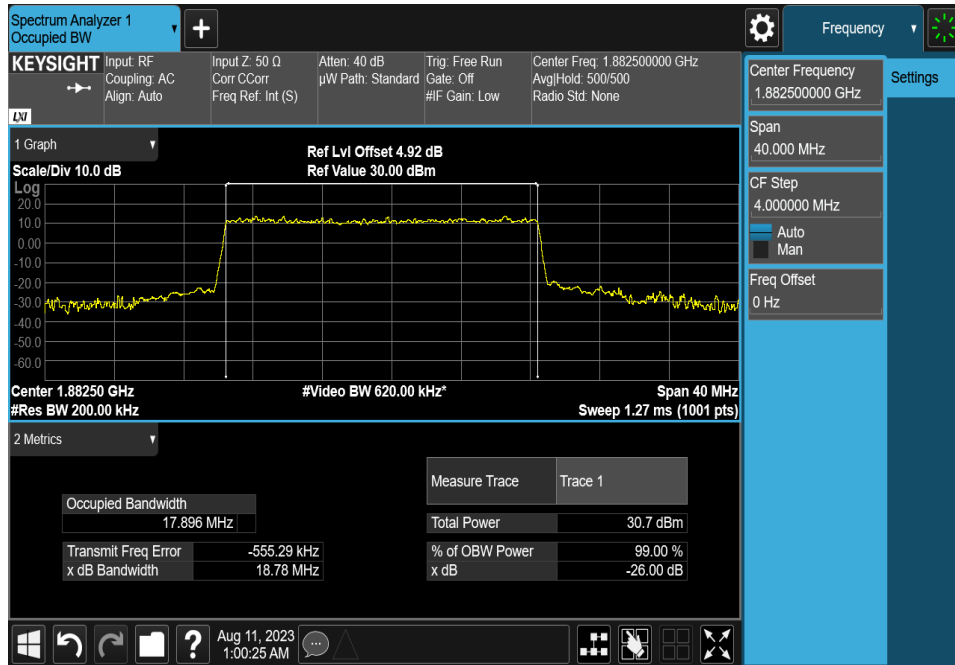 Spectrum Analyzer 1
Occupied BW
+
Frequency
KEYSIGHT
Input: RF
Coupling: AC
Align: Auto
Input Z: 50 Ω
Corr CCorr
Freq Ref: Int (S)
Atten: 40 dB
µW Path: Standard
Trig: Free Run
Gate: Off
#IF Gain: Low
Center Freq: 1.882500000 GHz
Avg|Hold: 500/500
Radio Std: None
LXI
Center Frequency
1.882500000 GHz
Settings
Span
40.000 MHz
CF Step
4.000000 MHz
Auto
Man
Freq Offset
0 Hz
1 Graph
Scale/Div 10.0 dB
Ref Lvl Offset 4.92 dB
Ref Value 30.00 dBm
Log
20.0
10.0
0.00
-10.0
-20.0
-30.0
-40.0
-50.0
-60.0
Center 1.88250 GHz
#Video BW 620.00 kHz*
Span 40 MHz
#Res BW 200.00 kHz
Sweep 1.27 ms (1001 pts)
2 Metrics
Measure Trace
Trace 1
Occupied Bandwidth
17.896 MHz
Total Power
30.7 dBm
Transmit Freq Error
-555.29 kHz
% of OBW Power
99.00 %
x dB Bandwidth
18.78 MHz
x dB
-26.00 dB
?
Aug 11, 2023
1:00:25 AM